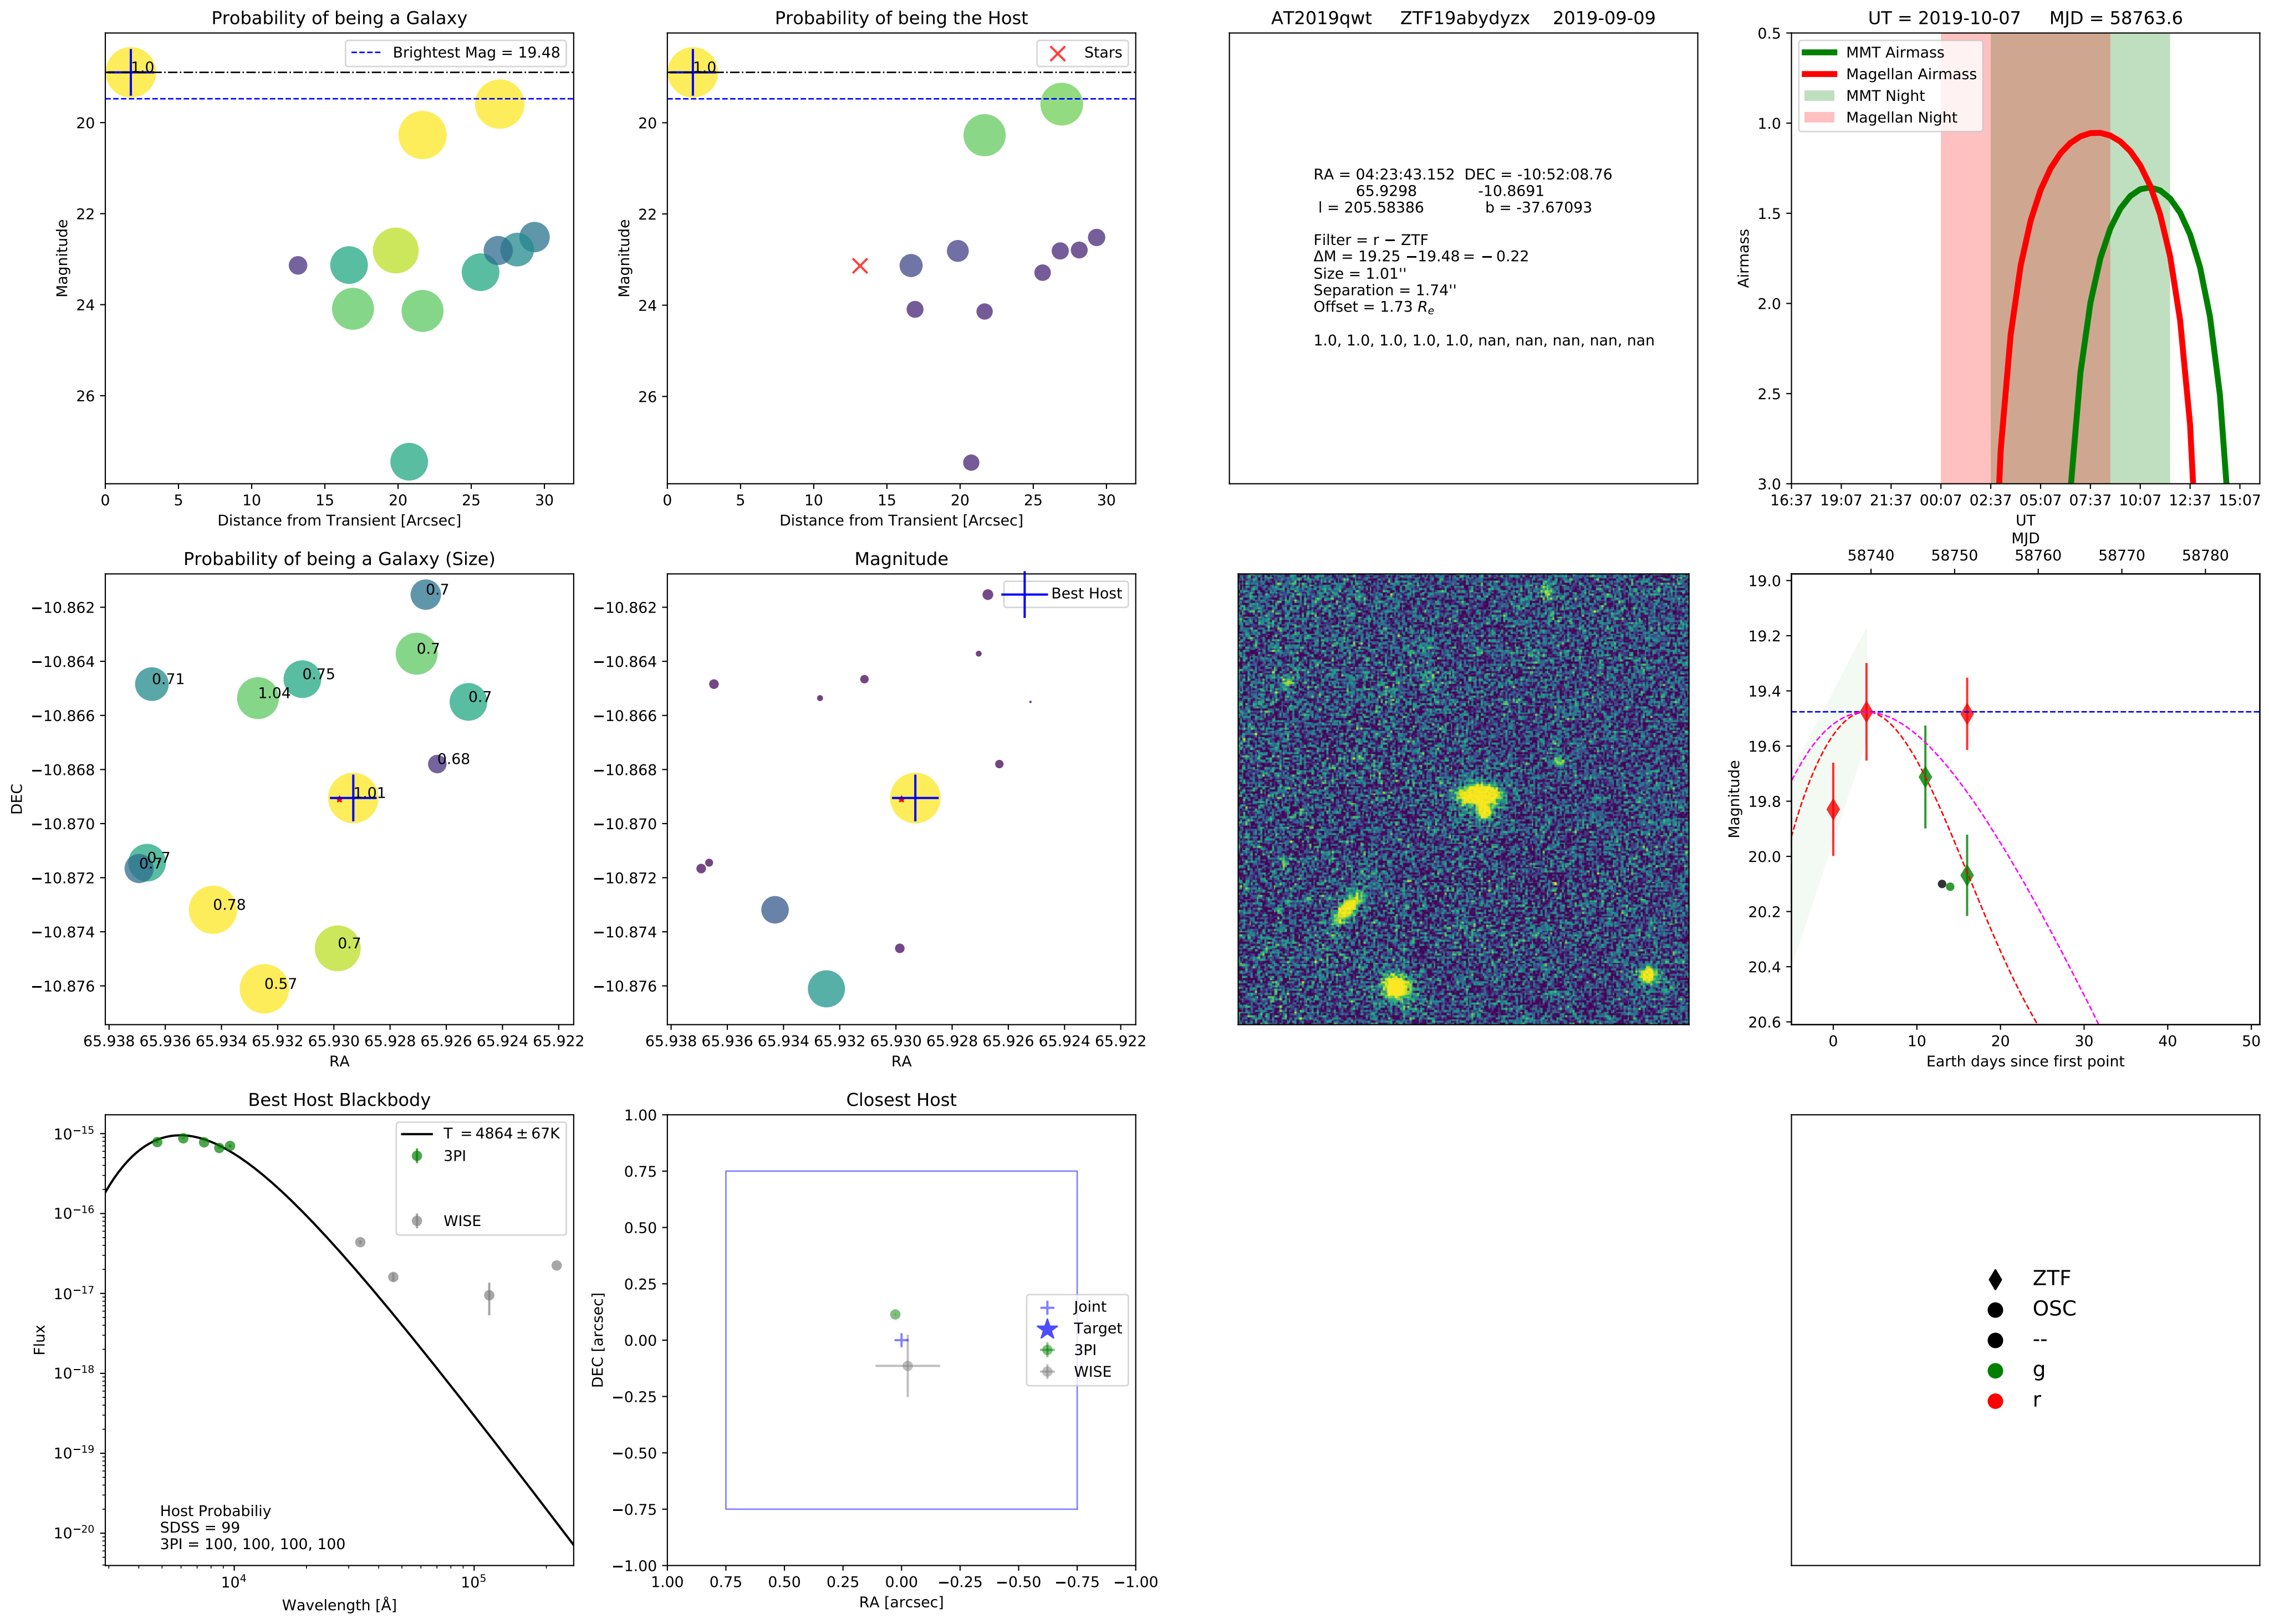 Probability of being a Galaxy
Brightest Mag = 19.48
1.0
20
22
24
26
Magnitude
0 5 10 15 20 25 30
Distance from Transient [Arcsec]
Probability of being the Host
Stars
1.0
20
22
24
26
Magnitude
0 5 10 15 20 25 30
Distance from Transient [Arcsec]
AT2019qwt ZTF19abydyzx 2019-09-09
RA = 04:23:43.152 DEC = -10:52:08.76
65.9298 -10.8691
l = 205.58386 b = -37.67093
Filter = r − ZTF
ΔM = 19.25 −19.48 = −0.22
Size = 1.01''
Separation = 1.74''
Offset = 1.73 Re
1.0, 1.0, 1.0, 1.0, 1.0, nan, nan, nan, nan, nan
UT = 2019-10-07 MJD = 58763.6
MMT Airmass
Magellan Airmass
MMT Night
Magellan Night
0.5
1.0
1.5
2.0
2.5
3.0
Airmass
16:37 19:07 21:37 00:07 02:37 05:07 07:37 10:07 12:37 15:07
UT
Probability of being a Galaxy (Size)
0.7
0.7
0.71
0.75
1.04
0.7
0.68
1.01
0.7
0.7
0.78
0.7
0.57
−10.862
−10.864
−10.866
−10.868
−10.870
−10.872
−10.874
−10.876
DEC
65.938 65.936 65.934 65.932 65.930 65.928 65.926 65.924 65.922
RA
Magnitude
Best Host
−10.862
−10.864
−10.866
−10.868
−10.870
−10.872
−10.874
−10.876
65.938 65.936 65.934 65.932 65.930 65.928 65.926 65.924 65.922
RA
MJD
58740 58750 58760 58770 58780
19.0
19.2
19.4
19.6
19.8
20.0
20.2
20.4
20.6
Magnitude
0 10 20 30 40 50
Earth days since first point
Best Host Blackbody
T = 4864 ± 67K
3PI
WISE
10−15
10−16
10−17
10−18
10−19
10−20
Flux
Host Probabiliy
SDSS = 99
3PI = 100, 100, 100, 100
104 105
Wavelength [Å]
Closest Host
1.00
0.75
0.50
0.25
0.00
−0.25
−0.50
−0.75
−1.00
DEC [arcsec]
Joint
Target
3PI
WISE
1.00 0.75 0.50 0.25 0.00 −0.25 −0.50 −0.75 −1.00
RA [arcsec]
ZTF
OSC
--
g
r